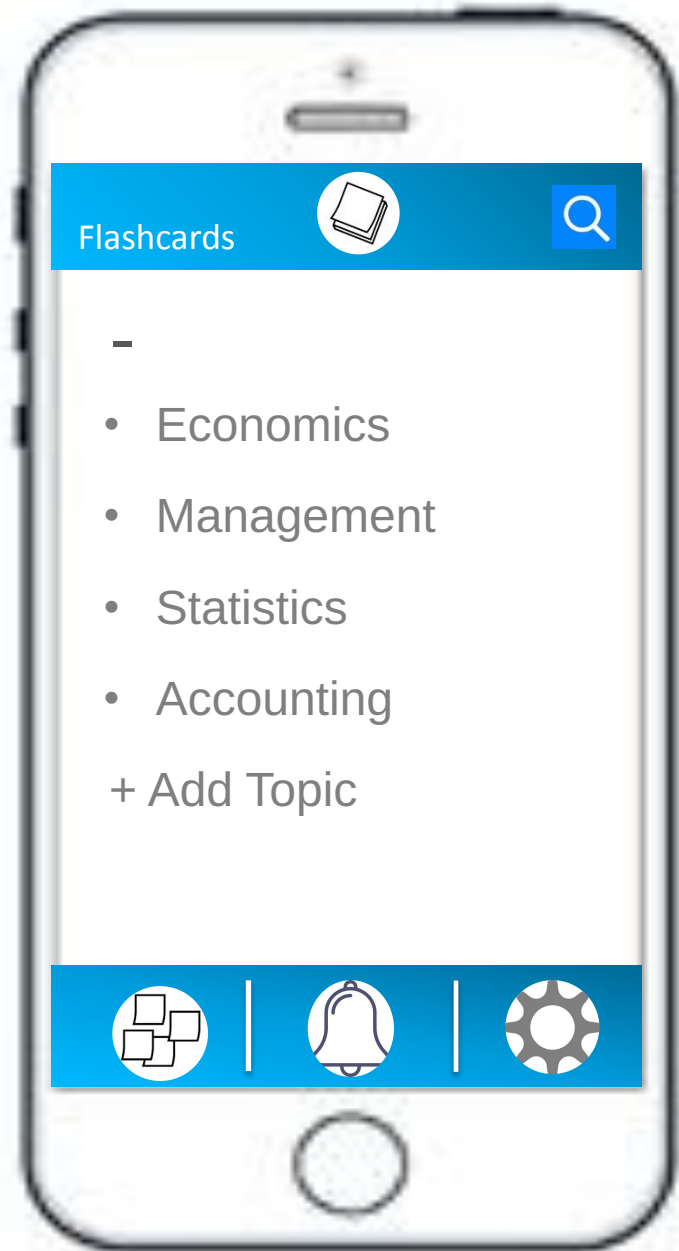 Flashcards
-
• Economics
• Management
• Statistics
• Accounting
+ Add Topic